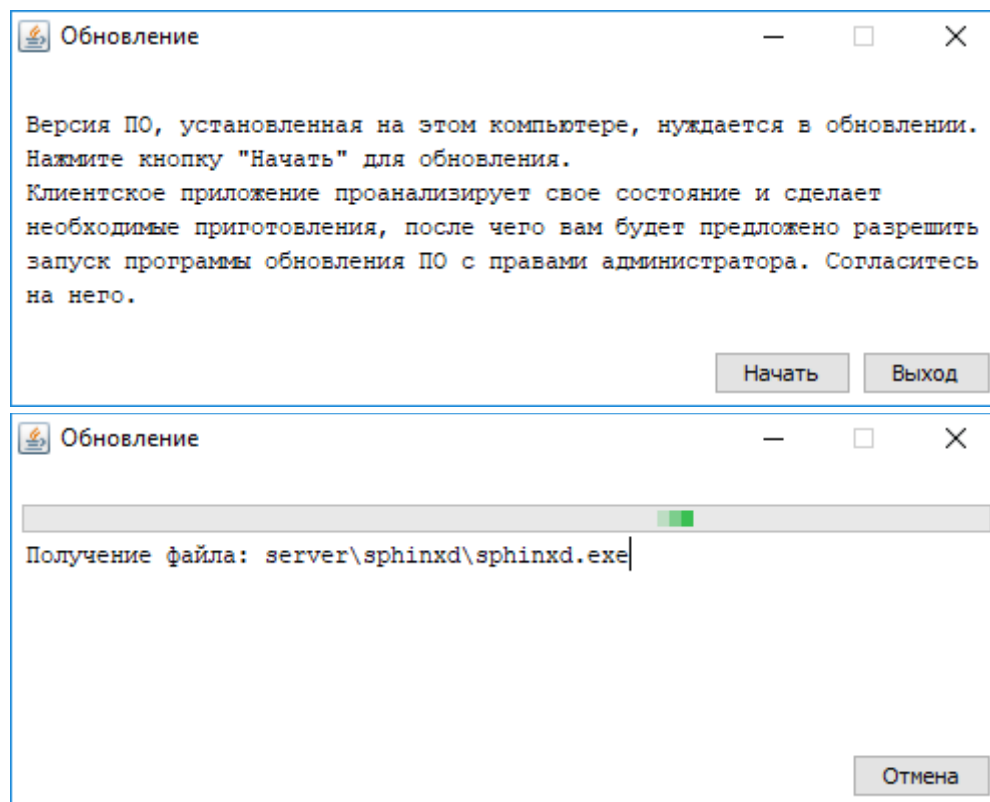 Обновление
Версия ПО, установленная на этом компьютере, нуждается в обновлении.
Нажмите кнопку "Начать" для обновления.
Клиентское приложение проанализирует свое состояние и сделает
необходимые приготовления, после чего вам будет предложено разрешить
запуск программы обновления ПО с правами администратора. Согласитесь
на него.
Начать Выход
Обновление
Получение файла: server\sphinxd\sphinxd.exe
Отмена